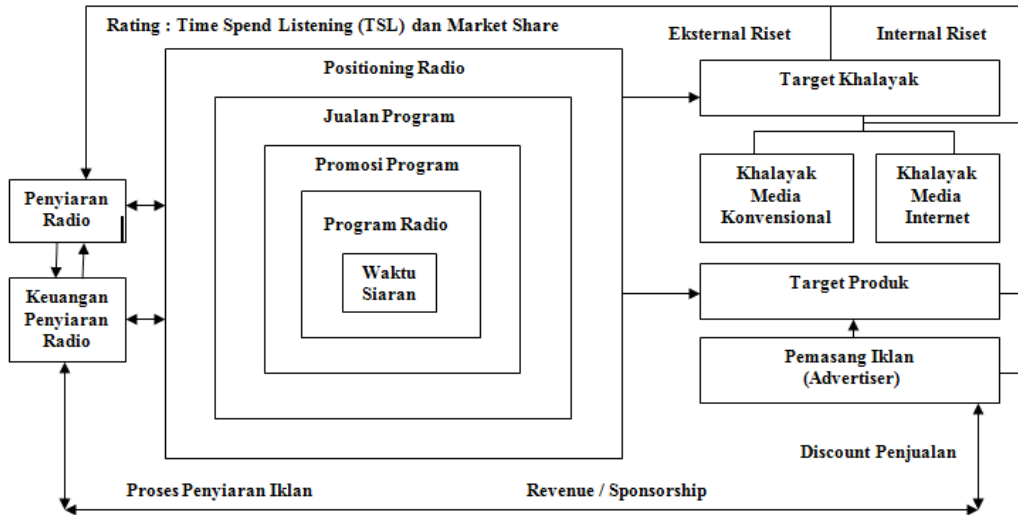 Rating : Time Spend Listening (TSL) dan Market Share
Eksternal Riset
Internal Riset
Positioning Radio
Target Khalayak
Jualan Program
Promosi Program
Khalayak
Media
Konvensional
Khalayak
Media
Internet
Penyiaran
Radio
Program Radio
Waktu
Siaran
Keuangan
Penyiaran
Radio
Target Produk
Pemasang Iklan
(Advertiser)
Discount Penjualan
Proses Penyiaran Iklan
Revenue / Sponsorship